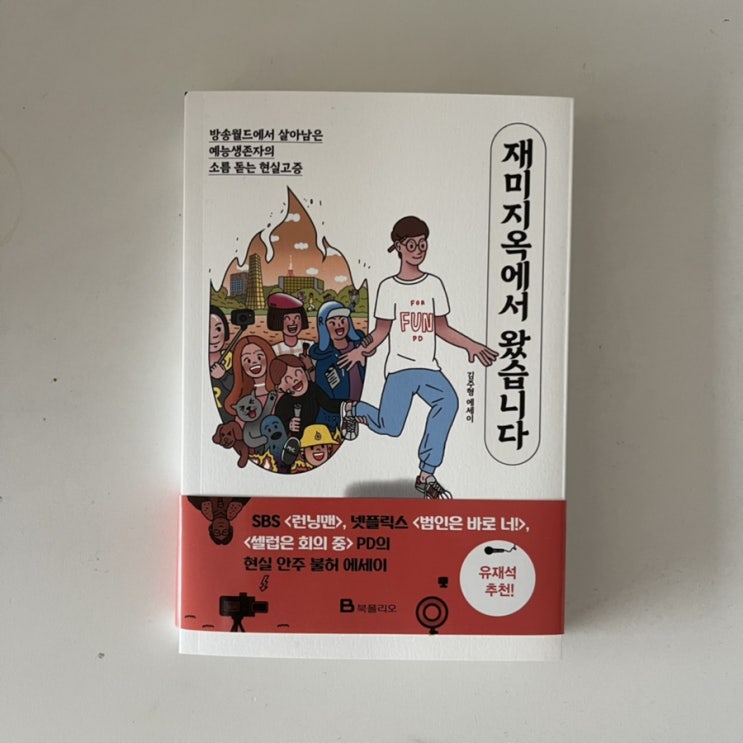 방송월드에서 살아남은
예능생존자의
소름 돋는 현실고증
재미지옥에서 왔습니다
김주형 에세이
FOR
FUN
PD
SBS <런닝맨>, 넷플릭스 <범인은 바로 너!>,
<셀럽은 회의 중> PD의
현실 안주 불허 에세이
유재석
추천!
B 북폴리오